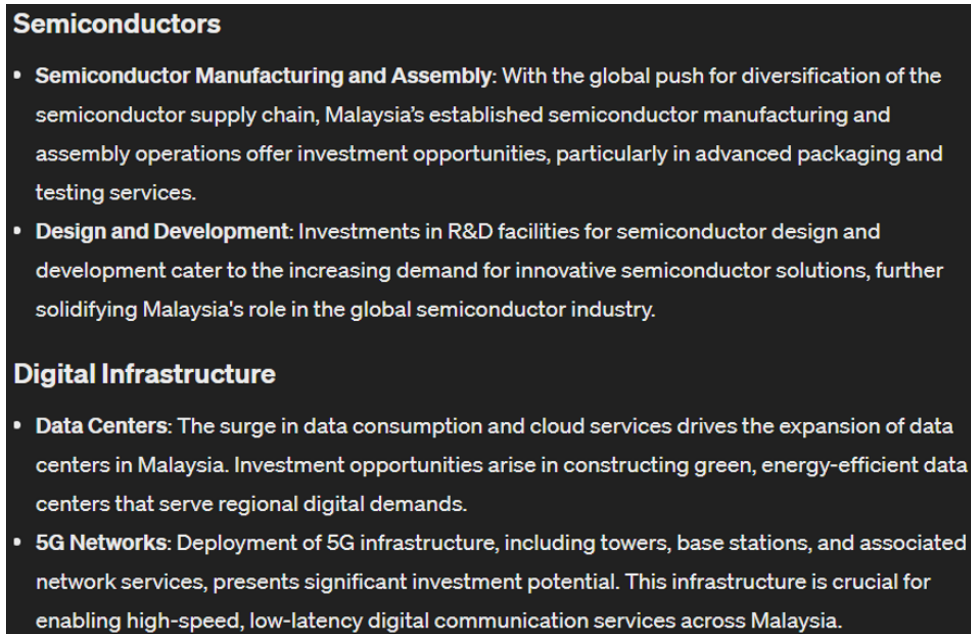 Semiconductors
• Semiconductor Manufacturing and Assembly: With the global push for diversification of the
semiconductor supply chain, Malaysia’s established semiconductor manufacturing and
assembly operations offer investment opportunities, particularly in advanced packaging and
testing services.
• Design and Development: Investments in R&D facilities for semiconductor design and
development cater to the increasing demand for innovative semiconductor solutions, further
solidifying Malaysia's role in the global semiconductor industry.
Digital Infrastructure
• Data Centers: The surge in data consumption and cloud services drives the expansion of data
centers in Malaysia. Investment opportunities arise in constructing green, energy-efficient data
centers that serve regional digital demands.
• 5G Networks: Deployment of 5G infrastructure, including towers, base stations, and associated
network services, presents significant investment potential. This infrastructure is crucial for
enabling high-speed, low-latency digital communication services across Malaysia.